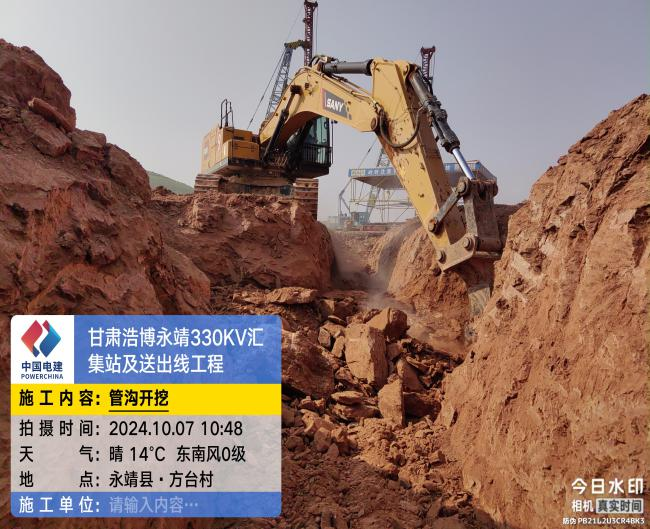 SANY
中国电建
POWERCHINA
甘肃浩博永靖330KV汇
集站及送出线工程
施工内容：管沟开挖
拍摄时间：2024.10.07 10:48
天气：晴 14°C 东南风0级
地点：永靖县·方台村
施工单位：请输入内容…
今日水印
相机 真实时间
防伪 PB21L2U3CR4BK3